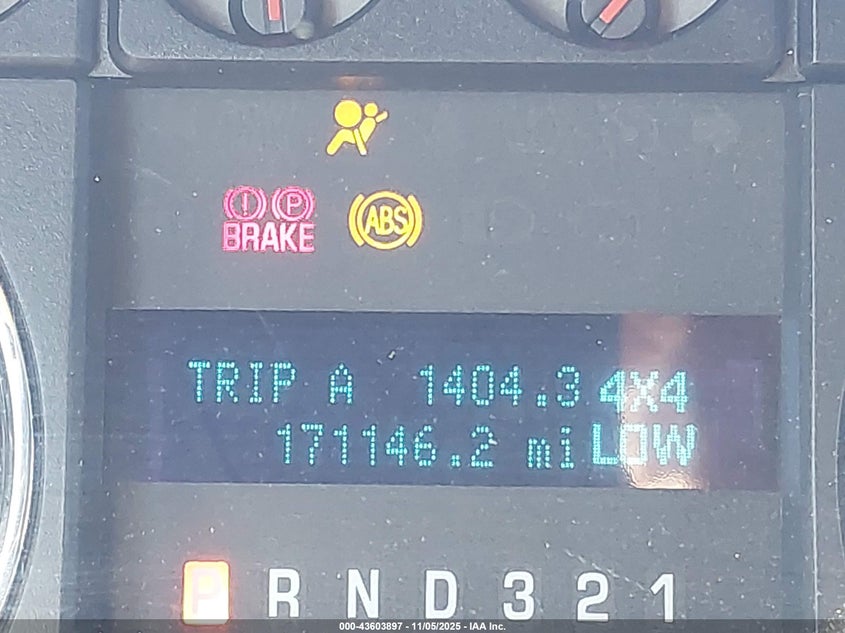 (!) (P)
BRAKE
ABS
TRIP A 1404.3 4X4
171146.2 mi LOW
P R N D 3 2 1
000-43603897 - 11/05/2025 - IAA Inc.